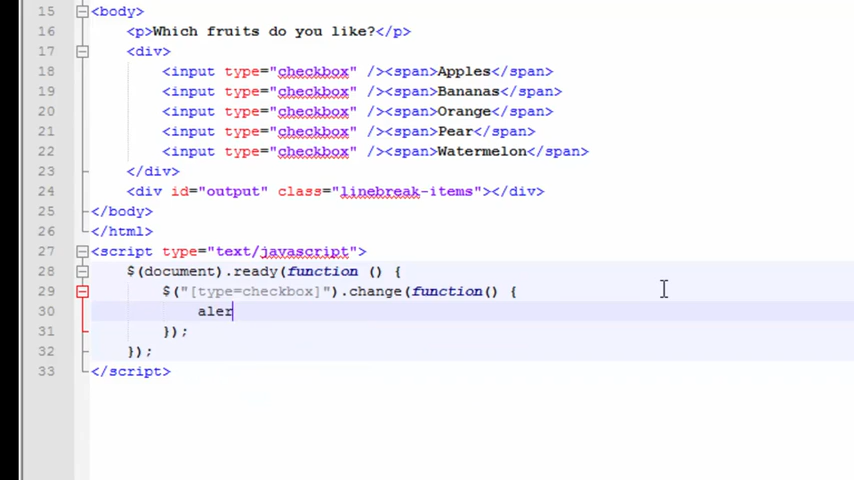 15 <body>
16 <p>Which fruits do you like?</p>
17 <div>
18 <input type="checkbox" /><span>Apples</span>
19 <input type="checkbox" /><span>Bananas</span>
20 <input type="checkbox" /><span>Orange</span>
21 <input type="checkbox" /><span>Pear</span>
22 <input type="checkbox" /><span>Watermelon</span>
23 </div>
24 <div id="output" class="linebreak-items"></div>
25 </body>
26 </html>
27 <script type="text/javascript">
28 $(document).ready(function () {
29 $("[type=checkbox]").change(function() {
30 aler
31 });
32 });
33 </script>